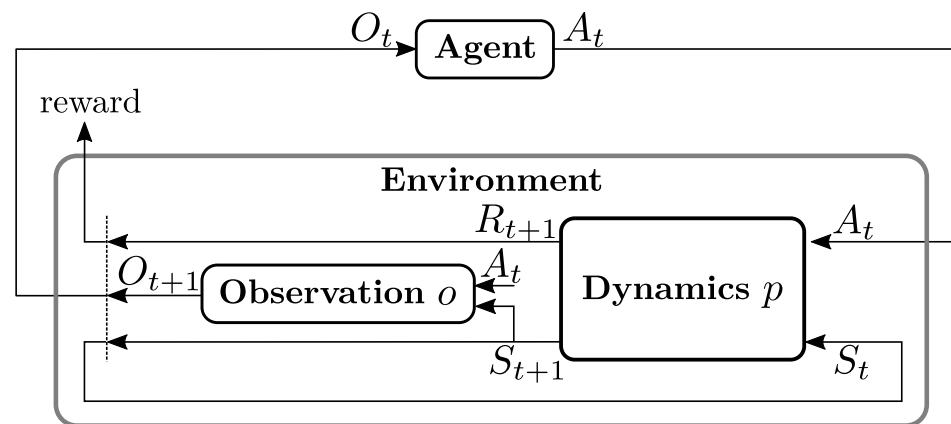 O_t Agent A_t
reward
Environment
R_{t+1} A_t
O_{t+1} A_t
Observation o Dynamics p
S_{t+1} S_t